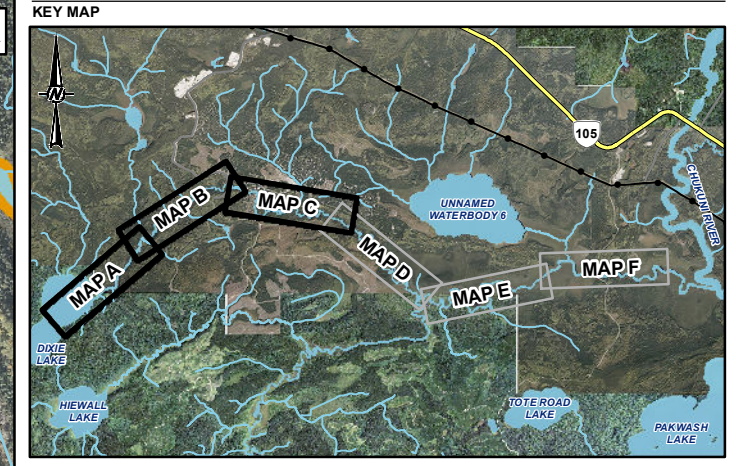 KEY MAP
N
105
CHUKUNI RIVER
UNNAMED
WATERBODY 6
MAP B
MAP C
MAP A
MAP D
MAP E
MAP F
DIXIE
LAKE
HIEWALL
LAKE
TOTE ROAD
LAKE
PAKWASH
LAKE